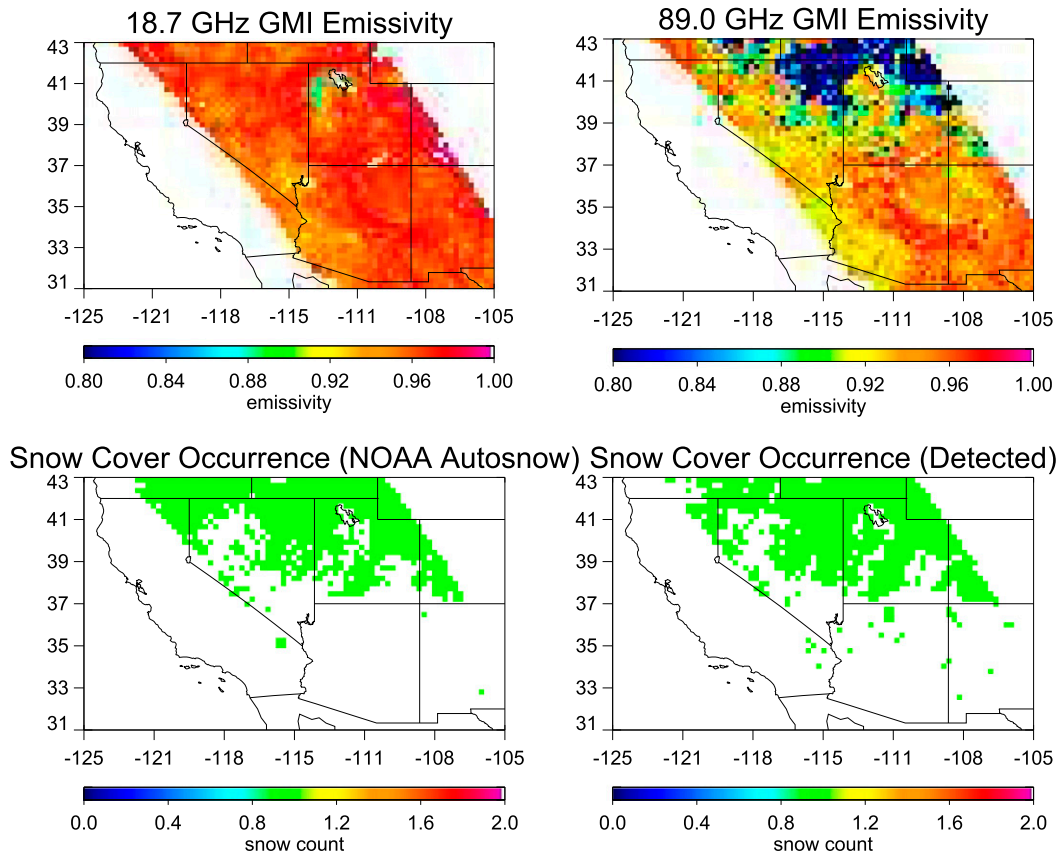 18.7 GHz GMI Emissivity
43
41
39
37
35
33
31
-125 -121 -118 -115 -111 -108 -105
0.80 0.84 0.88 0.92 0.96 1.00
emissivity
89.0 GHz GMI Emissivity
43
41
39
37
35
33
31
-125 -121 -118 -115 -111 -108 -105
0.80 0.84 0.88 0.92 0.96 1.00
emissivity
Snow Cover Occurrence (NOAA Autosnow)
43
41
39
37
35
33
31
-125 -121 -118 -115 -111 -108 -105
0.0 0.4 0.8 1.2 1.6 2.0
snow count
Snow Cover Occurrence (Detected)
43
41
39
37
35
33
31
-125 -121 -118 -115 -111 -108 -105
0.0 0.4 0.8 1.2 1.6 2.0
snow count